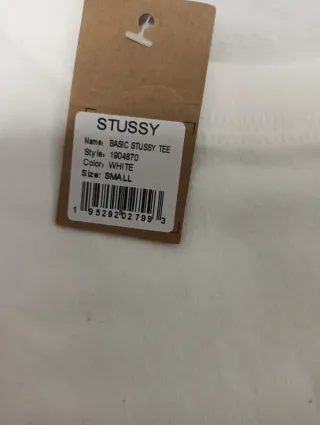 STUSSY
Name: BASIC STUSSY TEE
Style: 1904870
Color: WHITE
Size: SMALL
1 95292 02799 3